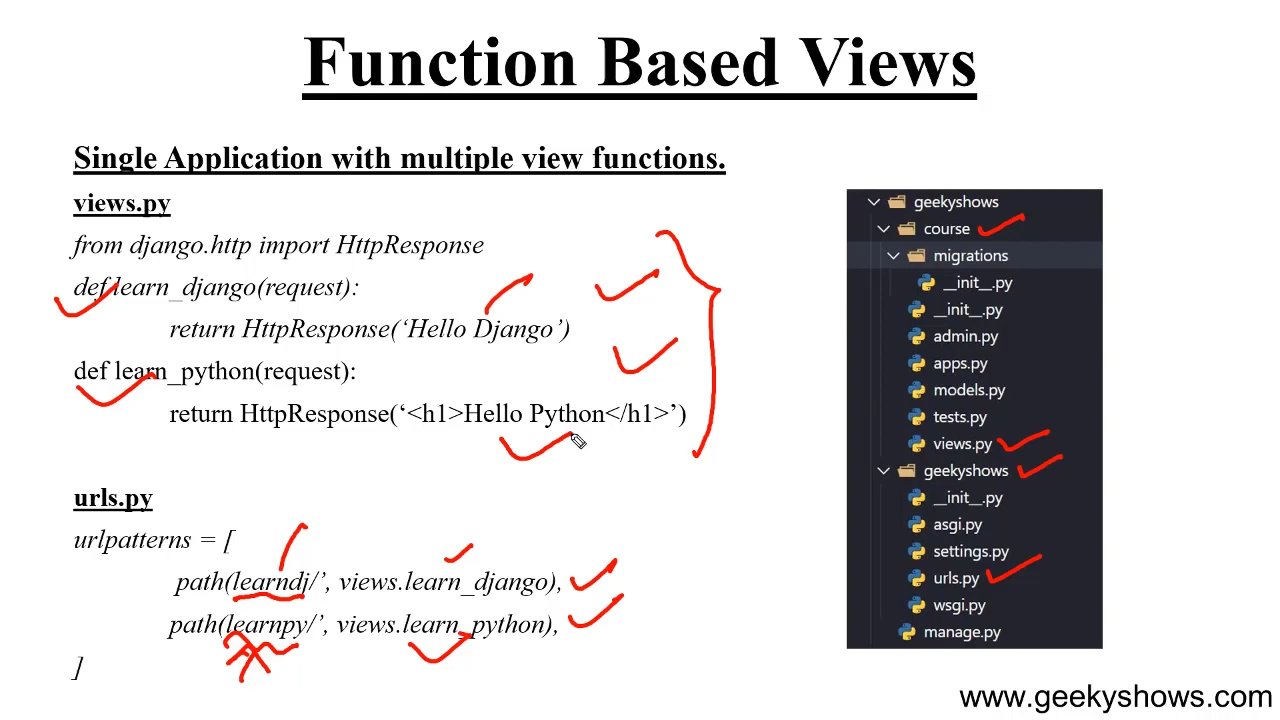 Function Based Views
Single Application with multiple view functions.
views.py
from django.http import HttpResponse
def learn_django(request):
return HttpResponse(‘Hello Django’)
def learn_python(request):
return HttpResponse(‘<h1>Hello Python</h1>’)
urls.py
urlpatterns = [
path(learndj/’, views.learn_django),
path(learnpy/’, views.learn_python),
]
geekyshows
course
migrations
__init__.py
__init__.py
admin.py
apps.py
models.py
tests.py
views.py
geekyshows
__init__.py
asgi.py
settings.py
urls.py
wsgi.py
manage.py
www.geekyshows.com